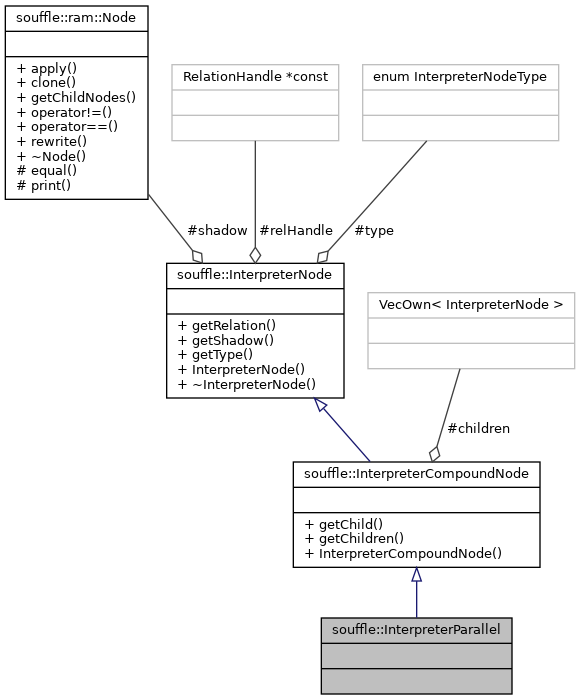 souffle::ram::Node
+ apply()
+ clone()
+ getChildNodes()
+ operator!=()
+ operator==()
+ rewrite()
+ ~Node()
# equal()
# print()
RelationHandle *const
enum InterpreterNodeType
#shadow
#relHandle
#type
souffle::InterpreterNode
+ getRelation()
+ getShadow()
+ getType()
+ InterpreterNode()
+ ~InterpreterNode()
VecOwn< InterpreterNode >
#children
souffle::InterpreterCompoundNode
+ getChild()
+ getChildren()
+ InterpreterCompoundNode()
souffle::InterpreterParallel